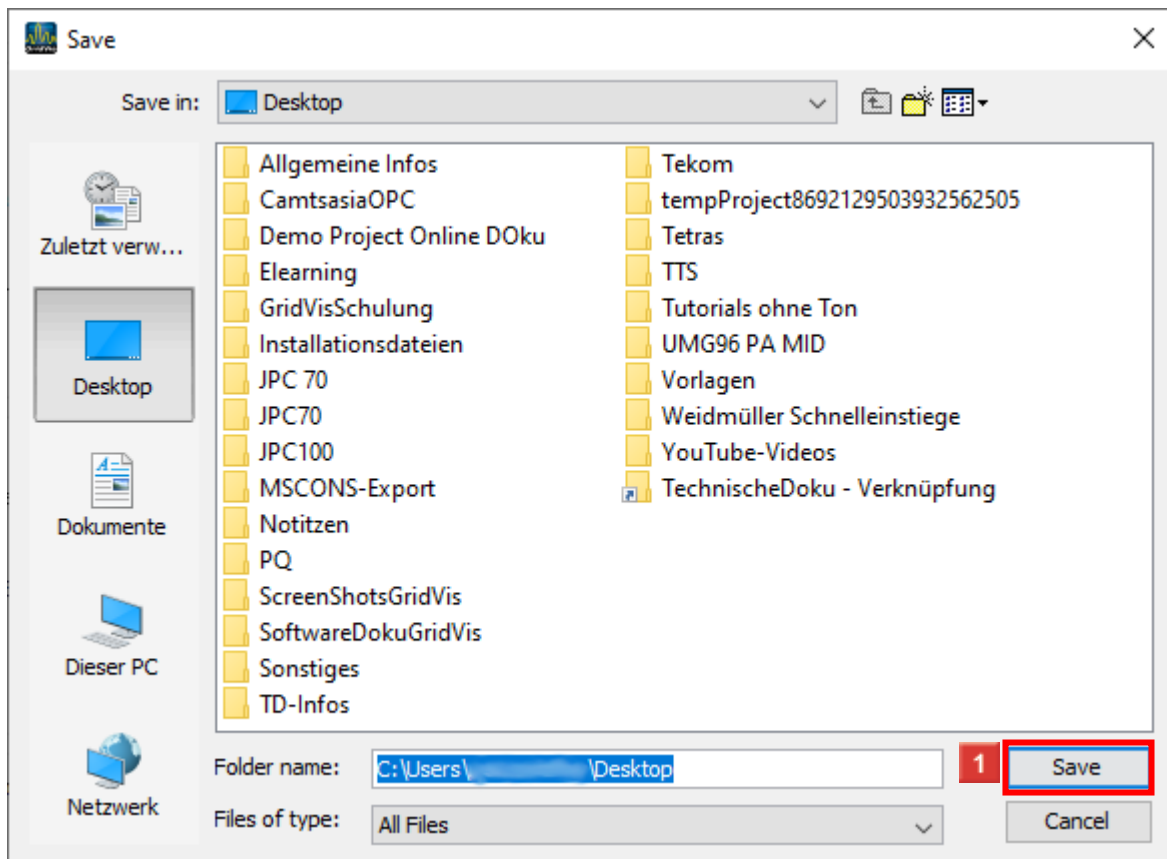 Save
Save in:
Desktop
Zuletzt verw...
Desktop
Dokumente
Dieser PC
Netzwerk
Allgemeine Infos
CamtsasiaOPC
Demo Project Online DOku
Elearning
GridVisSchulung
Installationsdateien
JPC 70
JPC70
JPC100
MSCONS-Export
Notitzen
PQ
ScreenShotsGridVis
SoftwareDokuGridVis
Sonstiges
TD-Infos
Tekom
tempProject8692129503932562505
Tetras
TTS
Tutorials ohne Ton
UMG96 PA MID
Vorlagen
Weidmüller Schnelleinstiege
YouTube-Videos
TechnischeDoku - Verknüpfung
Folder name: C:\Users\ \Desktop
1 Save
Files of type: All Files
Cancel